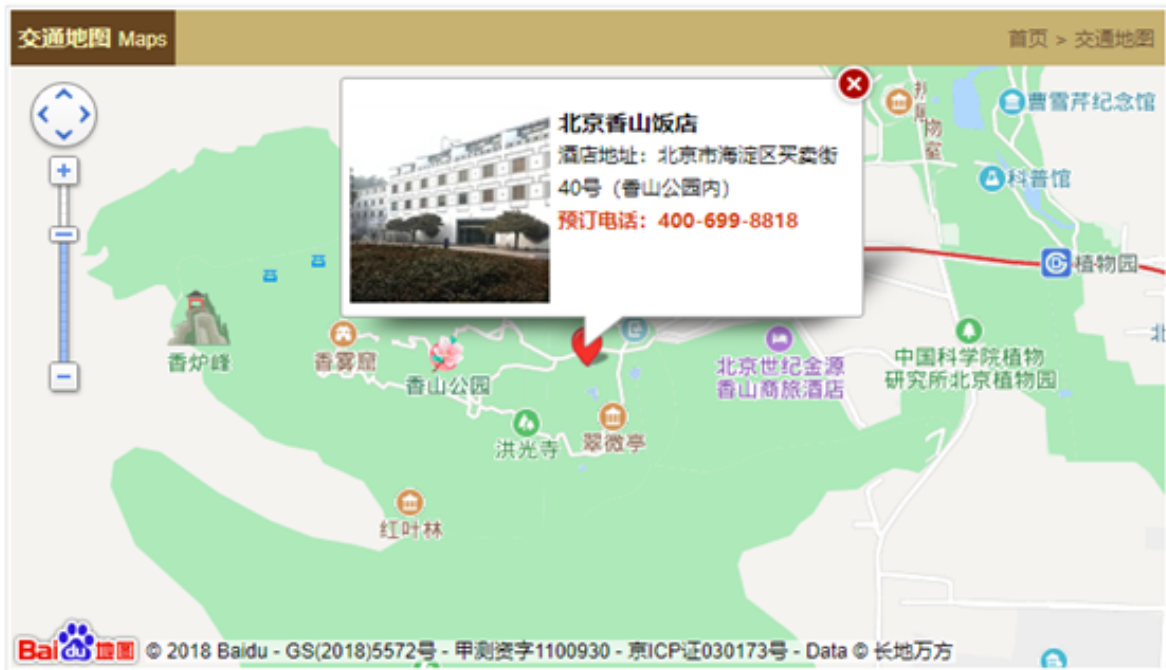 交通地图 Maps
首页 > 交通地图
北京香山饭店
酒店地址：北京市海淀区买卖街
40号（香山公园内）
预订电话：400-699-8818
曹雪芹纪念馆
物
室
科普馆
植物园
香炉峰
香雾窟
香山公园
北京世纪金源
香山商旅酒店
中国科学院植物
研究所北京植物园
北
洪光寺
翠微亭
红叶林
Bai du 地图 © 2018 Baidu - GS(2018)5572号 - 甲测资字1100930 - 京ICP证030173号 - Data © 长地万方